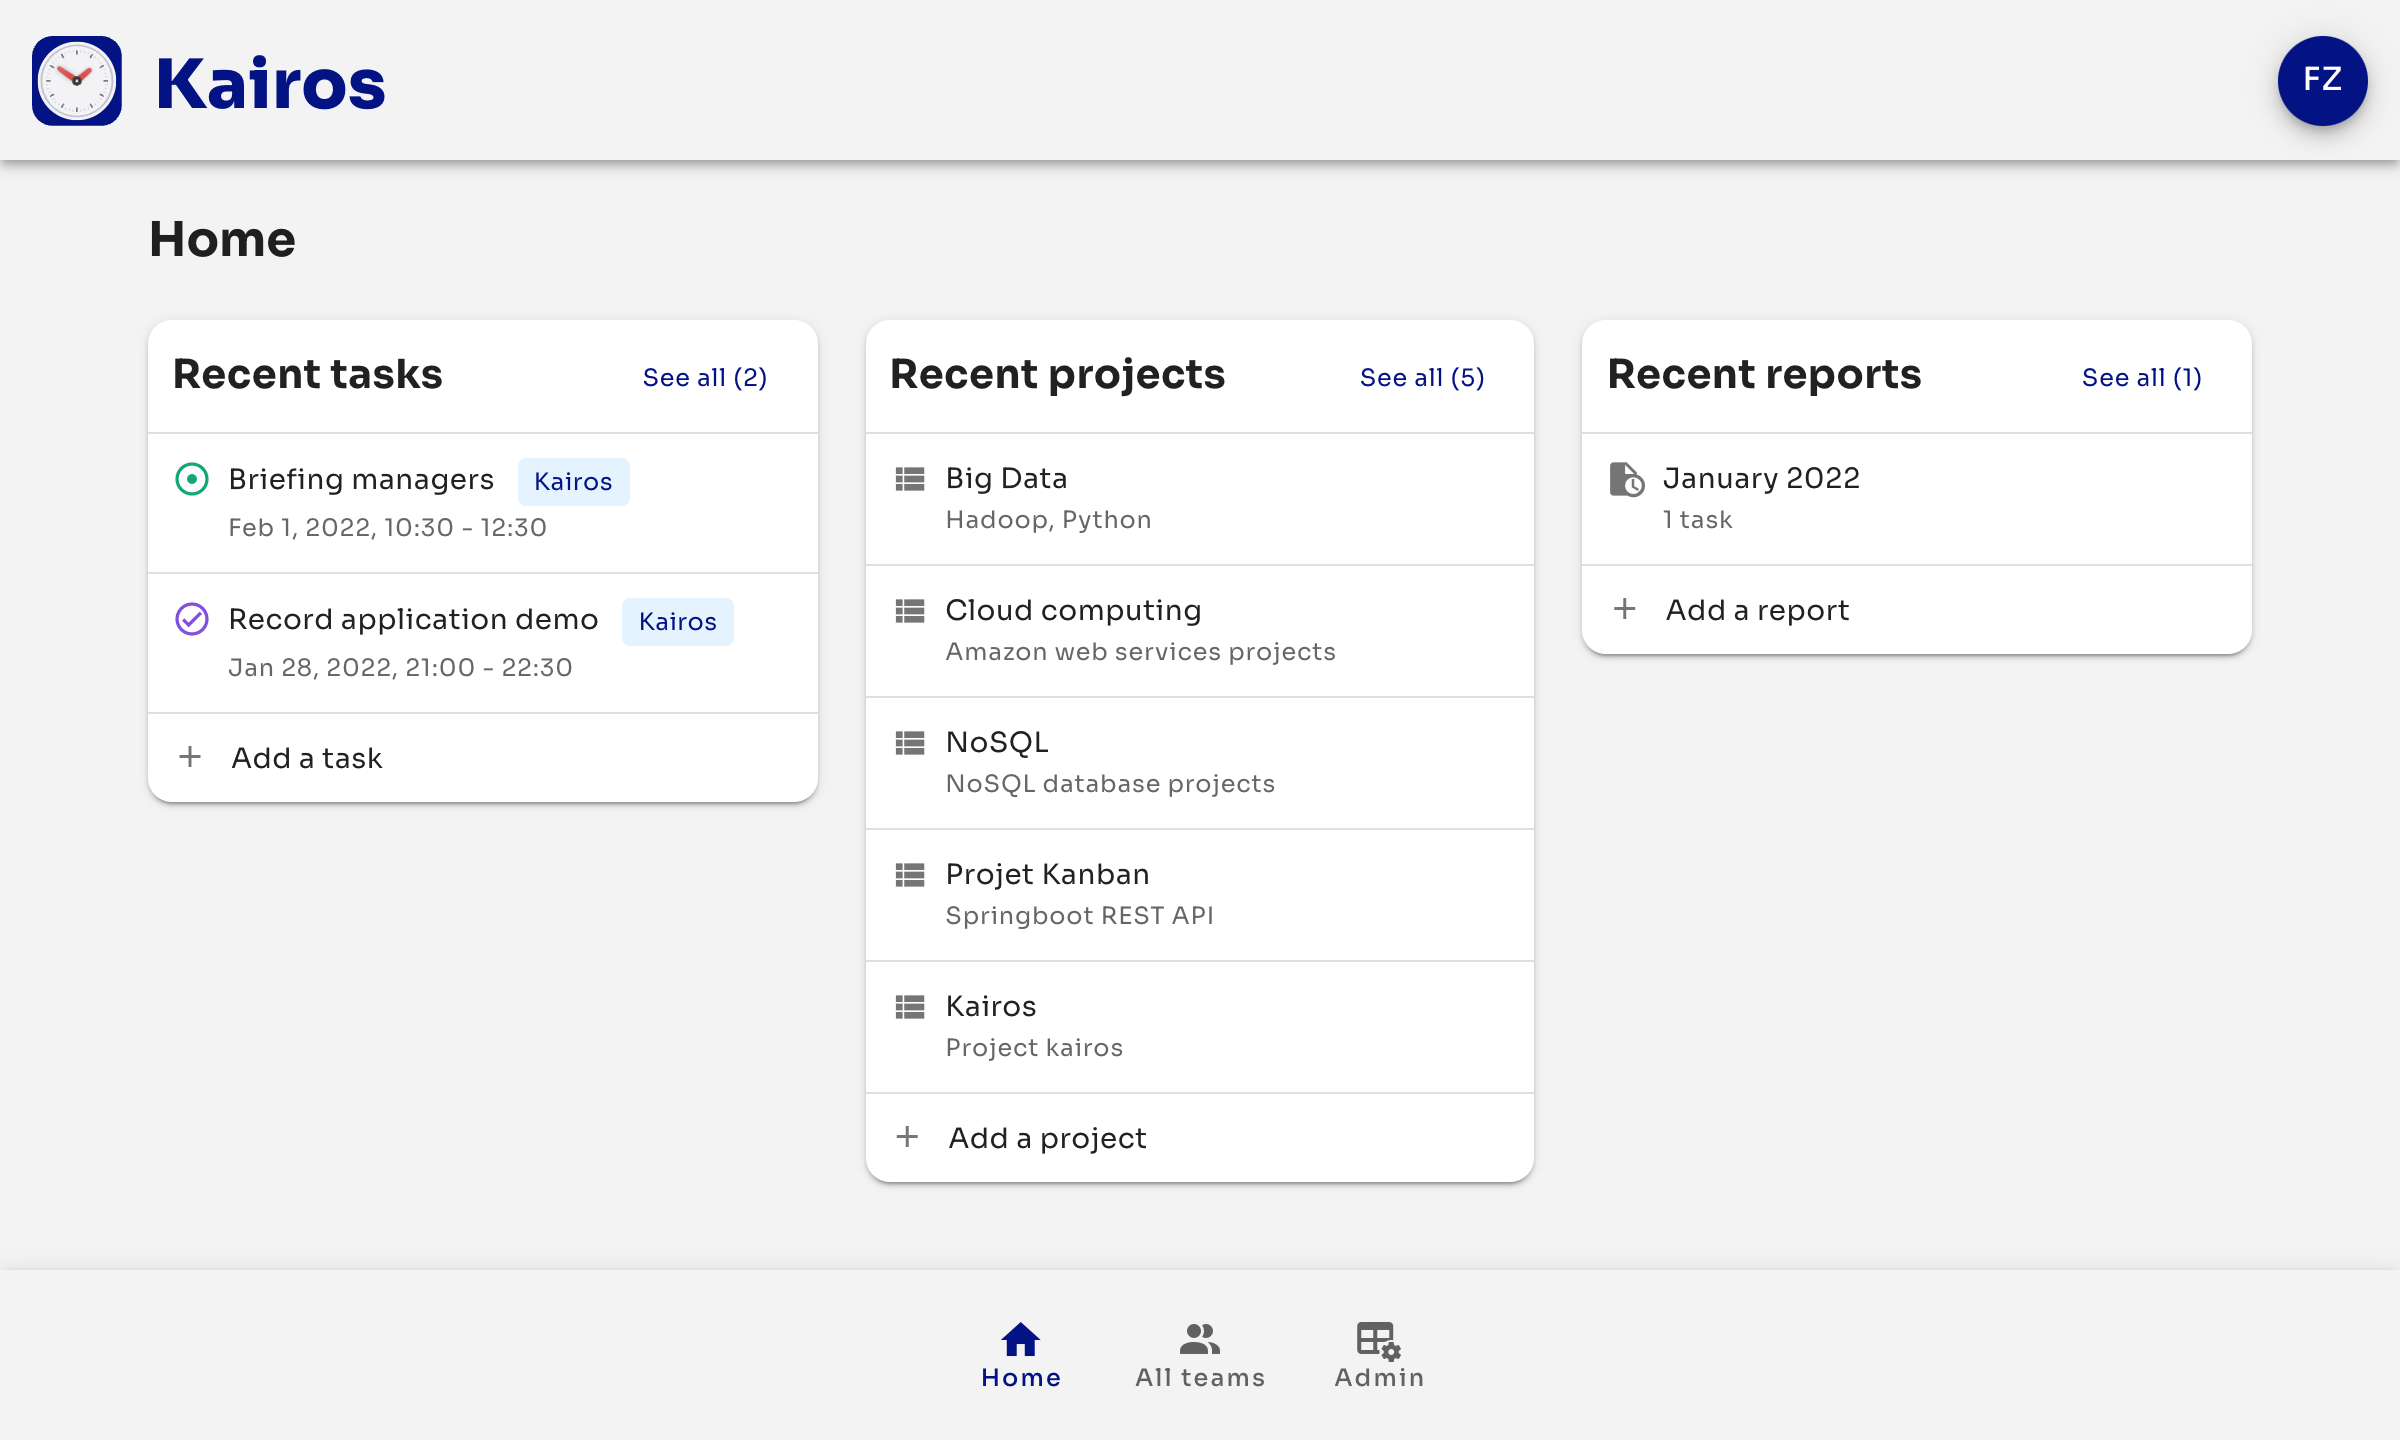 Kairos
FZ
Home
Recent tasks See all (2)
Briefing managers Kairos
Feb 1, 2022, 10:30 - 12:30
Record application demo Kairos
Jan 28, 2022, 21:00 - 22:30
+ Add a task
Recent projects See all (5)
Big Data
Hadoop, Python
Cloud computing
Amazon web services projects
NoSQL
NoSQL database projects
Projet Kanban
Springboot REST API
Kairos
Project kairos
+ Add a project
Recent reports See all (1)
January 2022
1 task
+ Add a report
Home All teams Admin